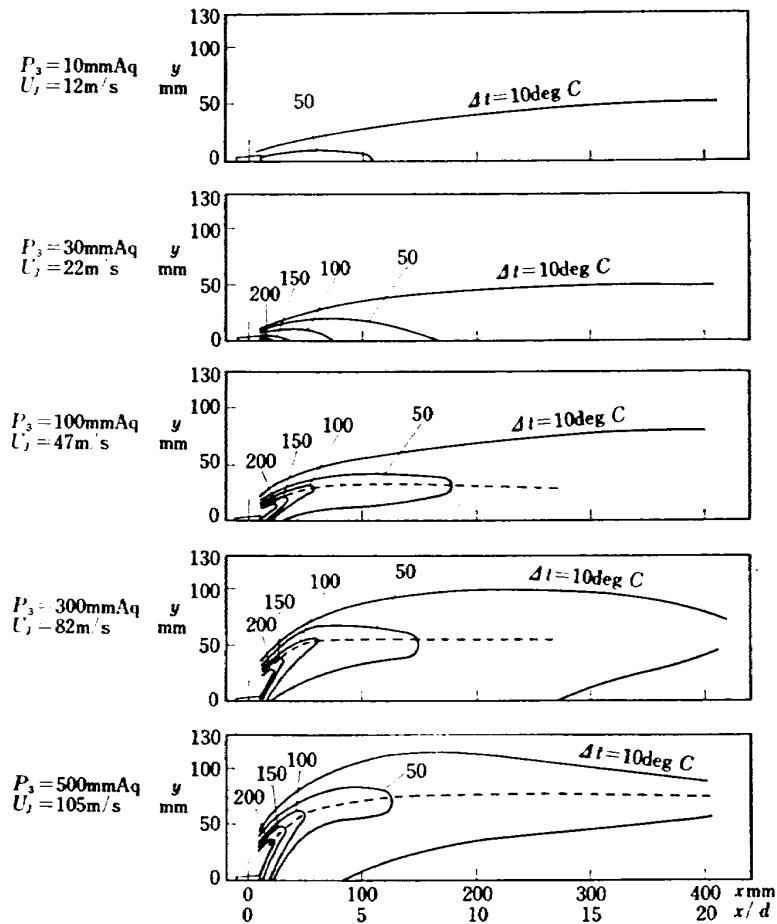 130
100
P₃=10mmAq y
U_J=12m/s mm
50
50 Δt=10deg C
0
130
100
P₃=30mmAq y
U_J=22m/s mm
200 150 100 50 Δt=10deg C
50
0
130
100
P₃=100mmAq y
U_J=47m/s mm
200 150 100 50 Δt=10deg C
50
0
130
100
P₃=300mmAq y
U_J=82m/s mm
200 150 100 50 Δt=10deg C
50
0
130
100
P₃=500mmAq y
U_J=105m/s mm
200 150 100 50 Δt=10deg C
50
0
0 100 200 300 400 x mm
0 5 10 15 20 x/d